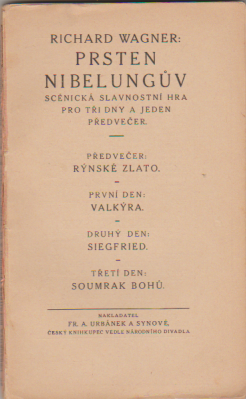 RICHARD WAGNER:
PRSTEN
NIBELUNGŮV
SCÉNICKÁ SLAVNOSTNÍ HRA
PRO TŘI DNY A JEDEN
PŘEDVEČER.
PŘEDVEČER:
RÝNSKÉ ZLATO.
PRVNÍ DEN:
VALKÝRA.
DRUHÝ DEN:
SIEGFRIED.
TŘETÍ DEN:
SOUMRAK BOHŮ.
NAKLADATEL
FR. A. URBÁNEK A SYNOVÉ,
ČESKÝ KNIHKUPEC VEDLE NÁRODNÍHO DIVADLA